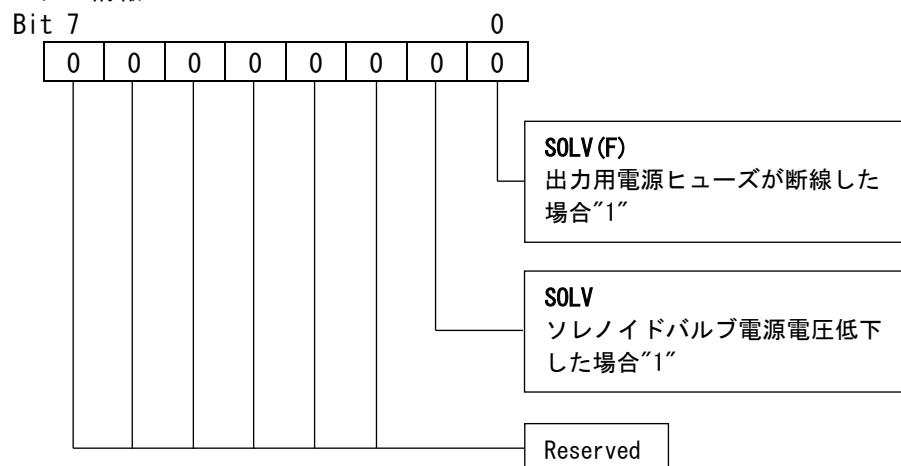 Bit 7 0
0 0 0 0 0 0 0 0
SOLV(F)
出力用電源ヒューズが断線した
場合"1"
SOLV
ソレノイドバルブ電源電圧低下
した場合"1"
Reserved